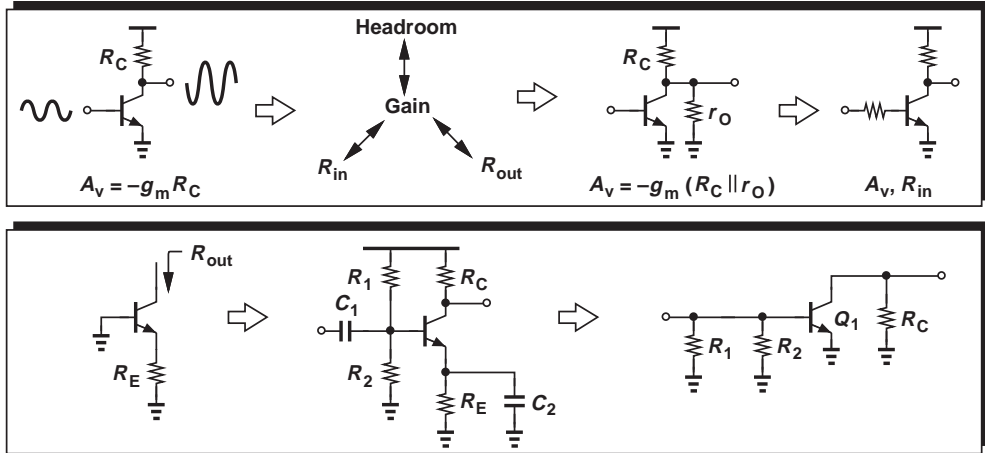 Headroom
R_C
R_C
Gain
r_O
R_in
R_out
A_v = –g_m R_C
A_v = –g_m (R_C || r_O)
A_v, R_in
R_out
R_1
R_C
C_1
Q_1
R_C
R_1
R_2
R_2
R_E
R_E
C_2